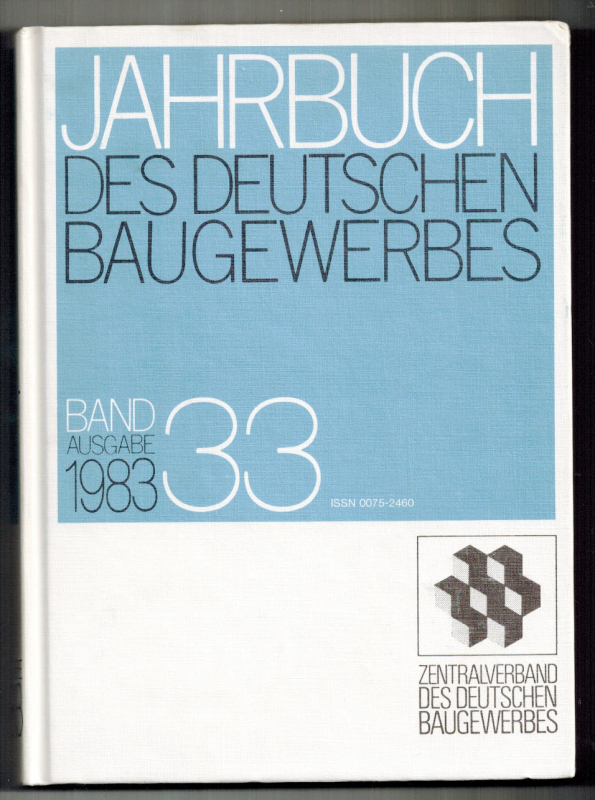 JAHRBUCH
DES DEUTSCHEN
BAUGEWERBES
BAND 33
AUSGABE
1983
ISSN 0075-2460
ZENTRALVERBAND
DES DEUTSCHEN
BAUGEWERBES